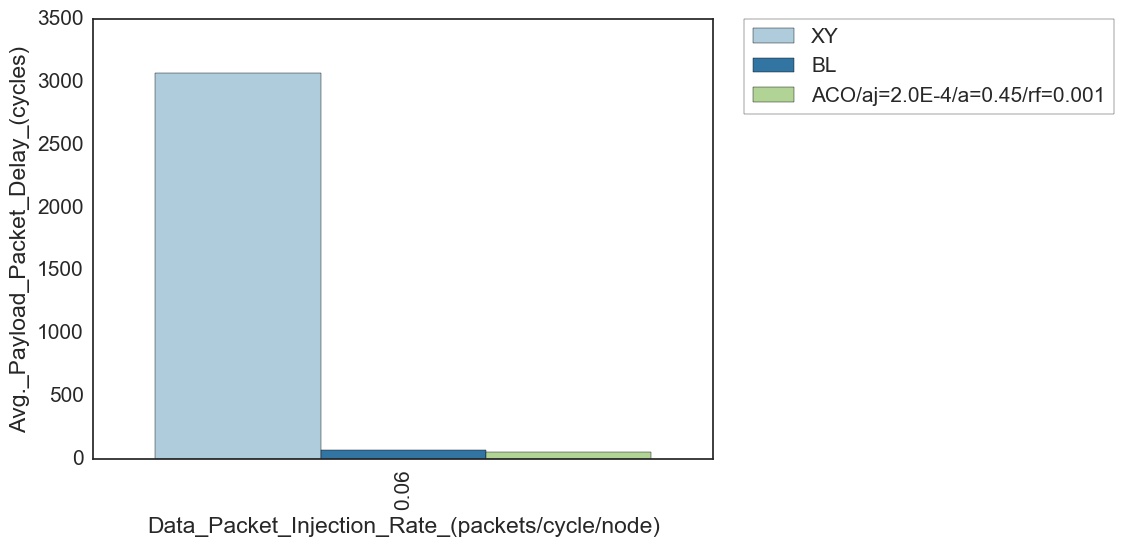 Avg._Payload_Packet_Delay_(cycles)
3500
3000
2500
2000
1500
1000
500
0
0.06
Data_Packet_Injection_Rate_(packets/cycle/node)
XY
BL
ACO/aj=2.0E-4/a=0.45/rf=0.001